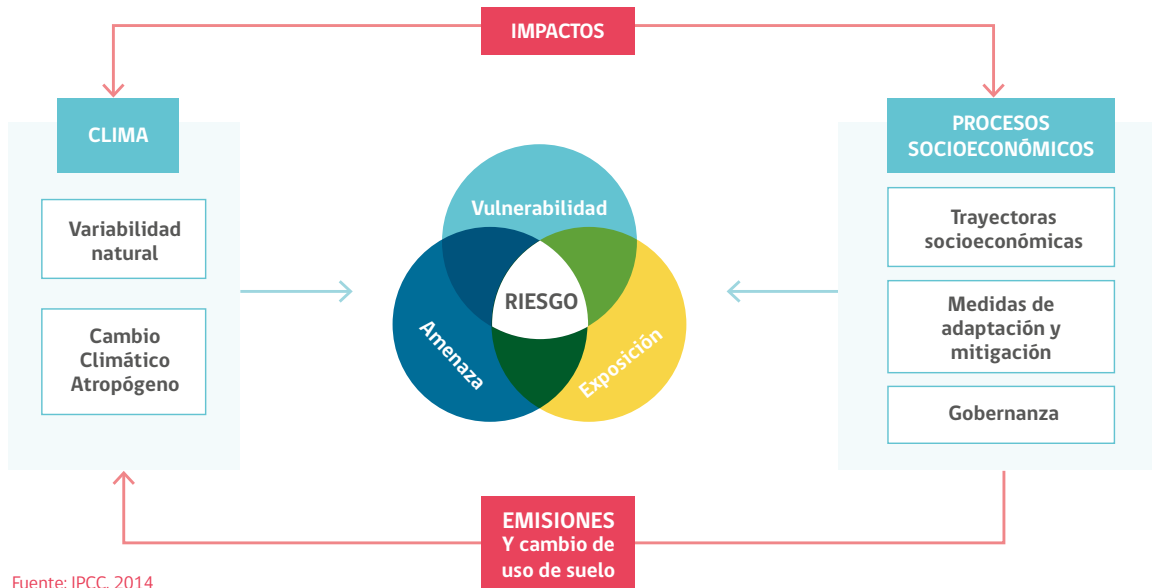 IMPACTOS
CLIMA
Variabilidad
natural
Cambio
Climático
Atropógeno
Vulnerabilidad
RIESGO
Amenaza
Exposición
PROCESOS
SOCIOECONÓMICOS
Trayectoras
socioeconómicas
Medidas de
adaptación y
mitigación
Gobernanza
EMISIONES
Y cambio de
uso de suelo
Fuente: IPCC, 2014